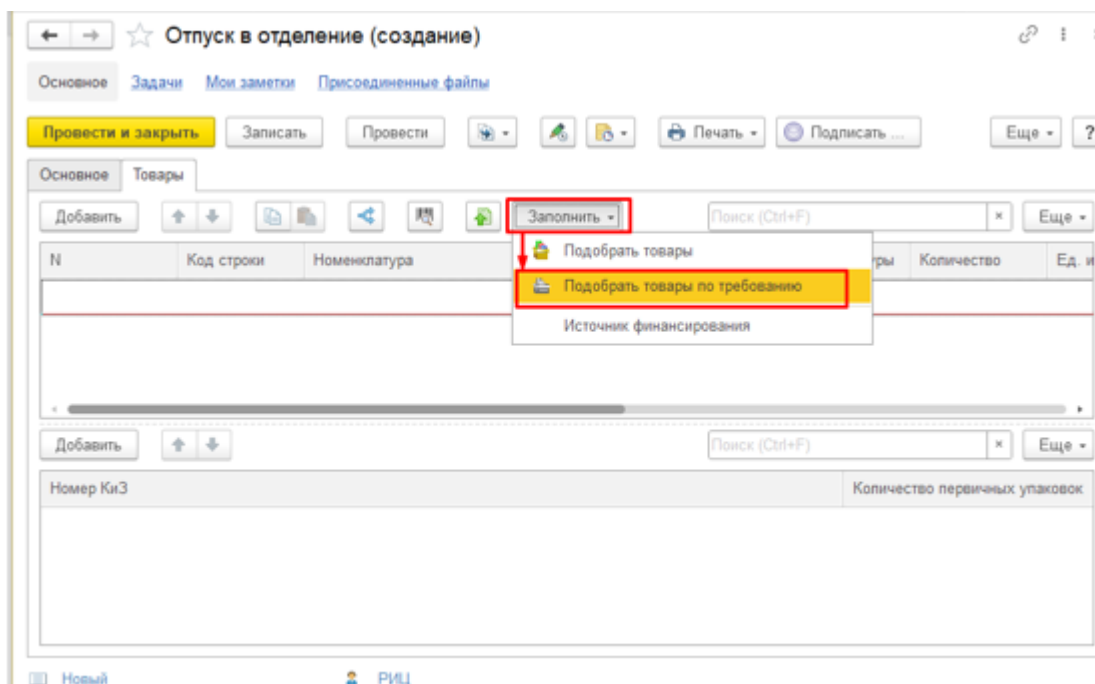 Отпуск в отделение (создание)
Основное Задачи Мои заметки Присоединенные файлы
Провести и закрыть Записать Провести Печать Подписать ... Еще ?
Основное Товары
Добавить Заполнить Поиск (Ctrl+F) × Еще
N Код строки Номенклатура ры Количество Ед. и
Подобрать товары
Подобрать товары по требованию
Источник финансирования
Добавить Поиск (Ctrl+F) × Еще
Номер КиЗ Количество первичных упаковок
Новый РИЦ